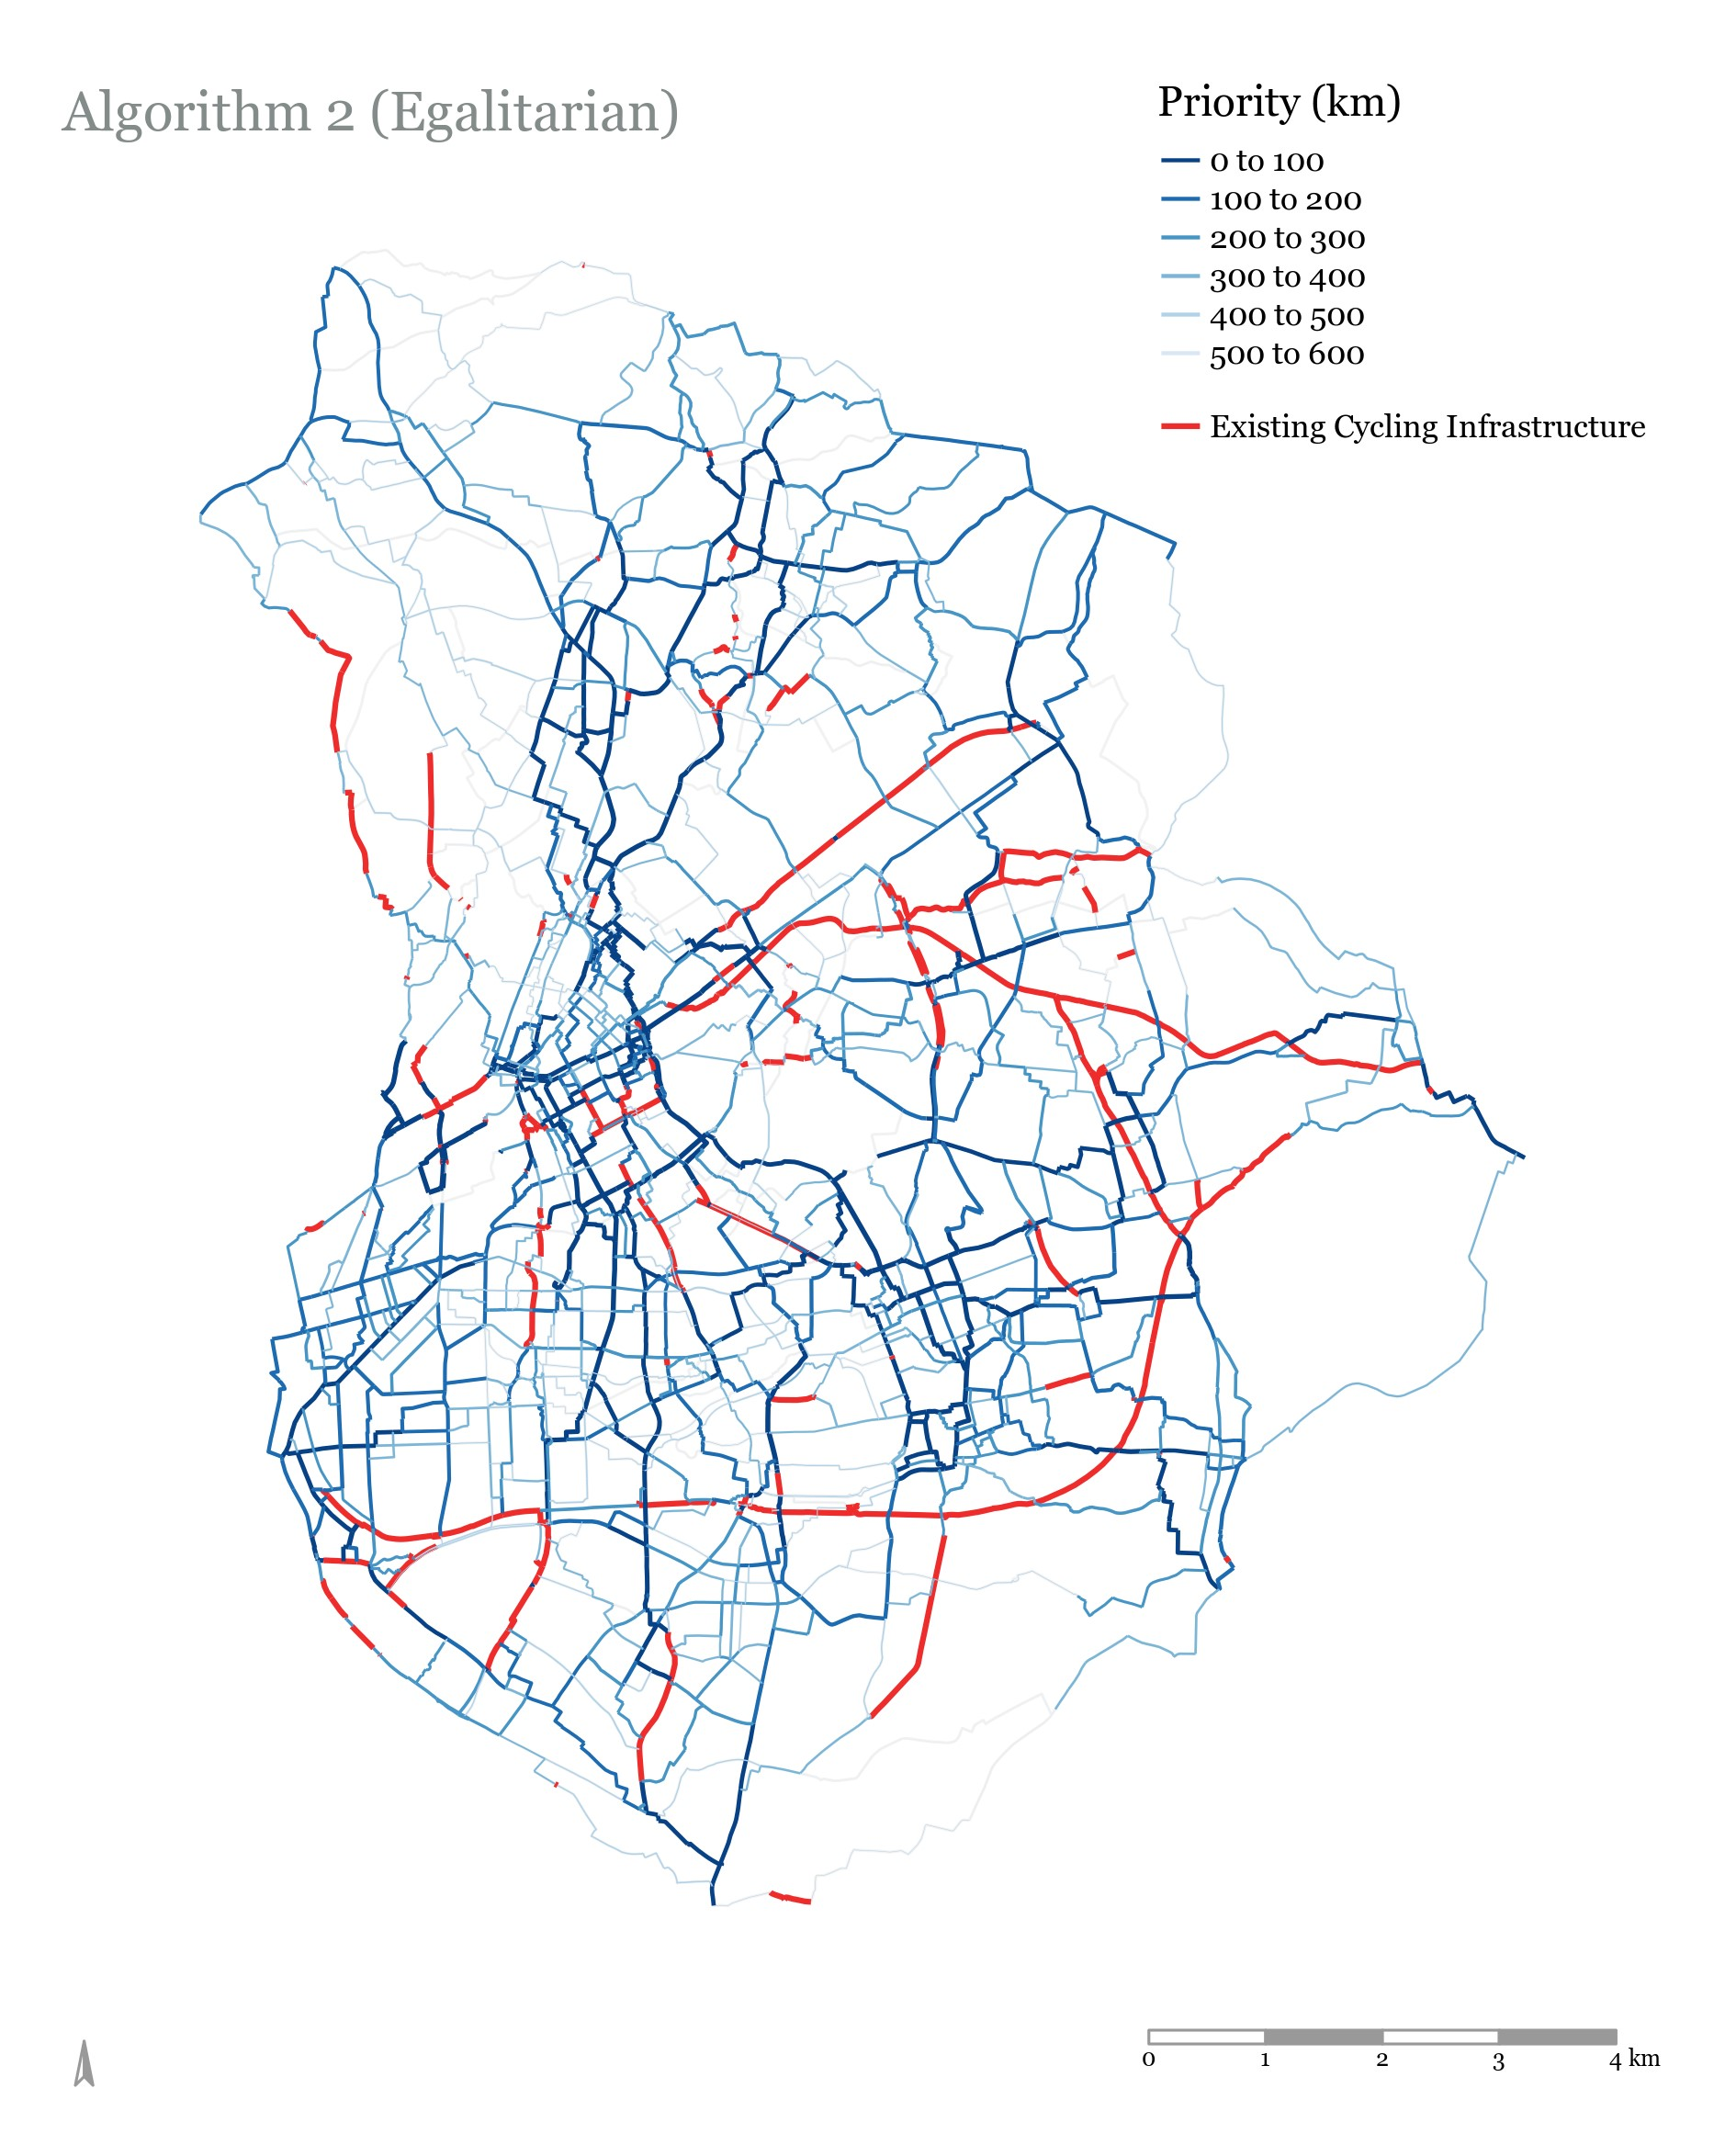 Algorithm 2 (Egalitarian)
Priority (km)
0 to 100
100 to 200
200 to 300
300 to 400
400 to 500
500 to 600
Existing Cycling Infrastructure
0 1 2 3 4 km